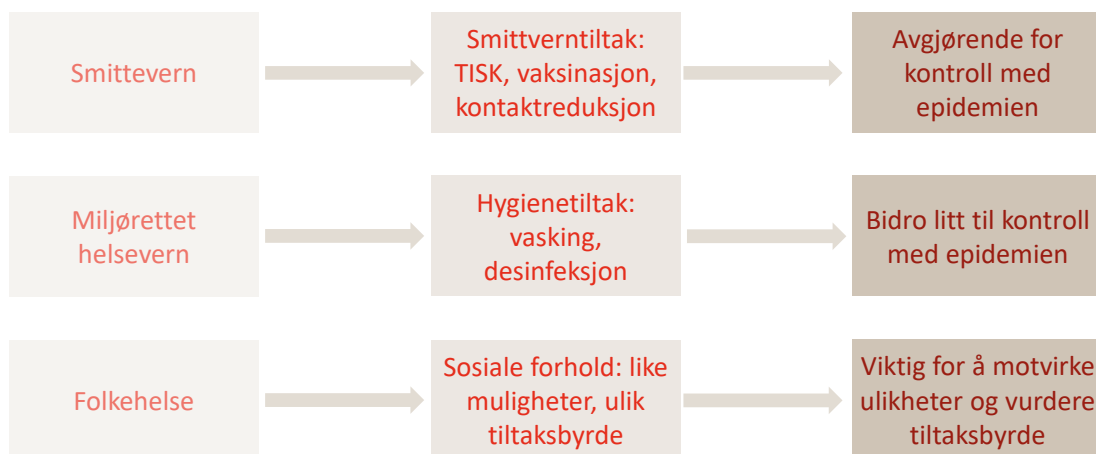 Smittevern
Smittverntiltak:
TISK, vaksinasjon,
kontaktreduksjon
Avgjørende for
kontroll med
epidemien
Miljørettet
helsevern
Hygienetiltak:
vasking,
desinfeksjon
Bidro litt til kontroll
med epidemien
Folkehelse
Sosiale forhold: like
muligheter, ulik
tiltaksbyrde
Viktig for å motvirke
ulikheter og vurdere
tiltaksbyrde